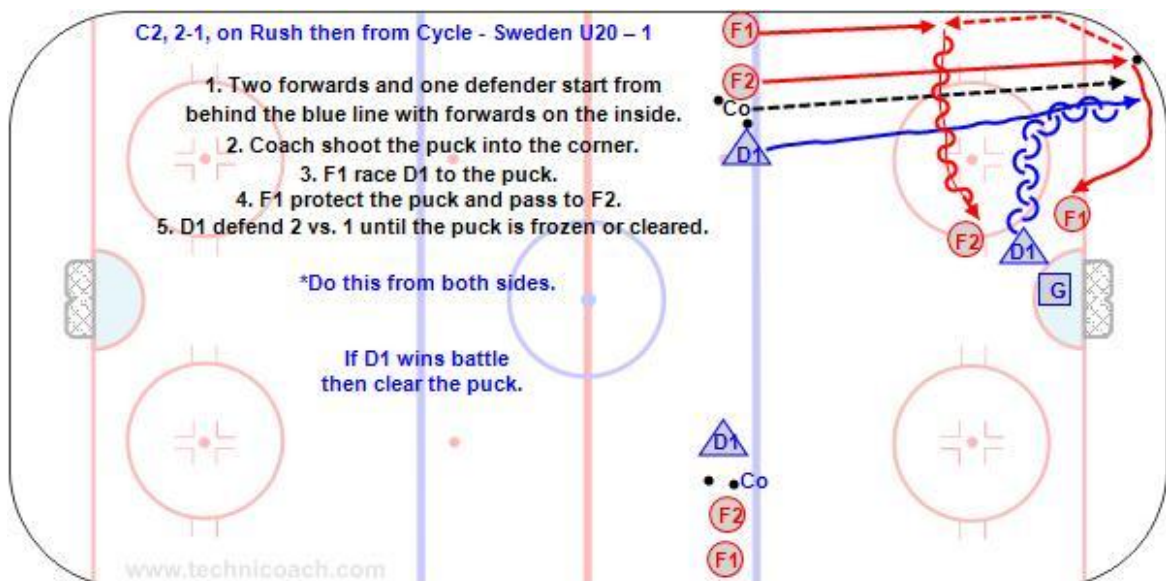 C2, 2-1, on Rush then from Cycle - Sweden U20 – 1
1. Two forwards and one defender start from
behind the blue line with forwards on the inside.
2. Coach shoot the puck into the corner.
3. F1 race D1 to the puck.
4. F1 protect the puck and pass to F2.
5. D1 defend 2 vs. 1 until the puck is frozen or cleared.
*Do this from both sides.
If D1 wins battle
then clear the puck.
F1
F2
Co
D1
F1
F2
D1
G
D1
Co
F2
F1
www.technicoach.com